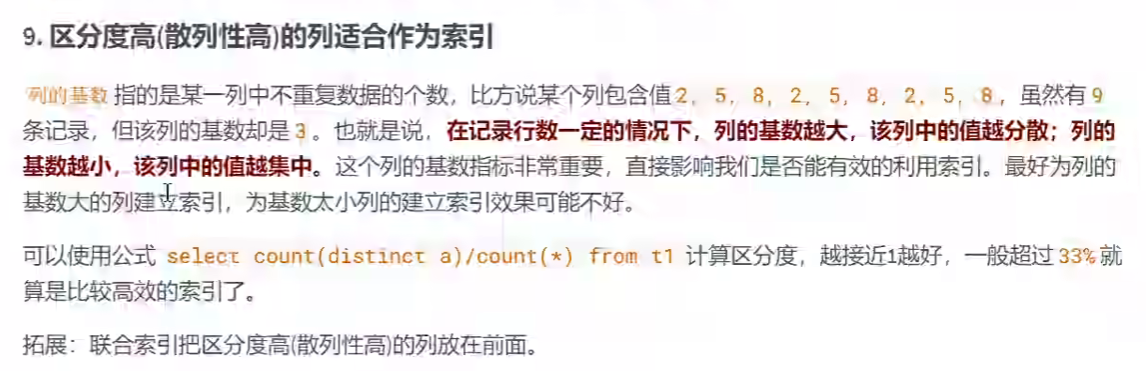 9. 区分度高(散列性高)的列适合作为索引
列的基数 指的是某一列中不重复数据的个数，比方说某个列包含值 2, 5, 8, 2, 5, 8, 2, 5, 8，虽然有 9
条记录，但该列的基数却是 3 。也就是说，在记录行数一定的情况下，列的基数越大，该列中的值越分散；列的
基数越小，该列中的值越集中。这个列的基数指标非常重要，直接影响我们是否能有效的利用索引。最好为列的
基数大的列建立索引，为基数太小列的建立索引效果可能不好。
可以使用公式 select count(distinct a)/count(*) from t1 计算区分度，越接近1越好，一般超过 33% 就
算是比较高效的索引了。
拓展：联合索引把区分度高(散列性高)的列放在前面。